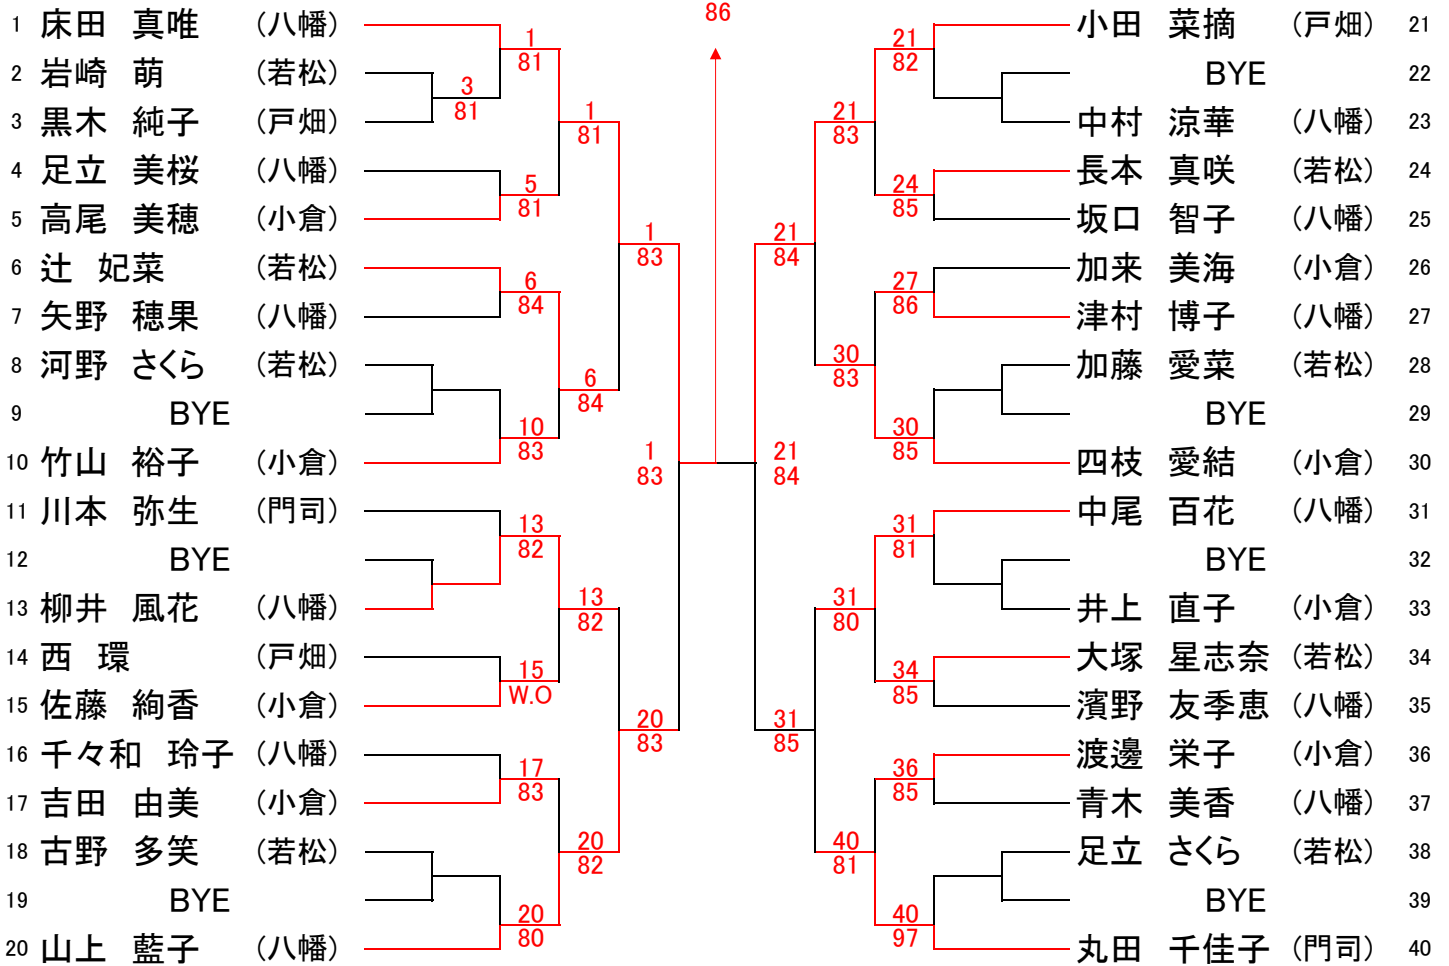 86
1 床田 真唯 (八幡)
2 岩崎 萌 (若松)
3 黒木 純子 (戸畑)
4 足立 美桜 (八幡)
5 高尾 美穂 (小倉)
6 辻 妃菜 (若松)
7 矢野 穂果 (八幡)
8 河野 さくら (若松)
9 BYE
10 竹山 裕子 (小倉)
11 川本 弥生 (門司)
12 BYE
13 柳井 風花 (八幡)
14 西 環 (戸畑)
15 佐藤 絢香 (小倉)
16 千々和 玲子 (八幡)
17 吉田 由美 (小倉)
18 古野 多笑 (若松)
19 BYE
20 山上 藍子 (八幡)
3
81
1
81
5
81
6
84
10
83
13
82
15
W.O
17
83
20
80
1
81
6
84
13
82
20
82
1
83
20
83
1
83
21
84
21
84
31
85
21
83
30
83
31
80
40
81
21
82
24
85
27
86
30
85
31
81
34
85
36
85
40
97
小田 菜摘 (戸畑) 21
BYE 22
中村 涼華 (八幡) 23
長本 真咲 (若松) 24
坂口 智子 (八幡) 25
加来 美海 (小倉) 26
津村 博子 (八幡) 27
加藤 愛菜 (若松) 28
BYE 29
四枝 愛結 (小倉) 30
中尾 百花 (八幡) 31
BYE 32
井上 直子 (小倉) 33
大塚 星志奈 (若松) 34
濱野 友季恵 (八幡) 35
渡邊 栄子 (小倉) 36
青木 美香 (八幡) 37
足立 さくら (若松) 38
BYE 39
丸田 千佳子 (門司) 40